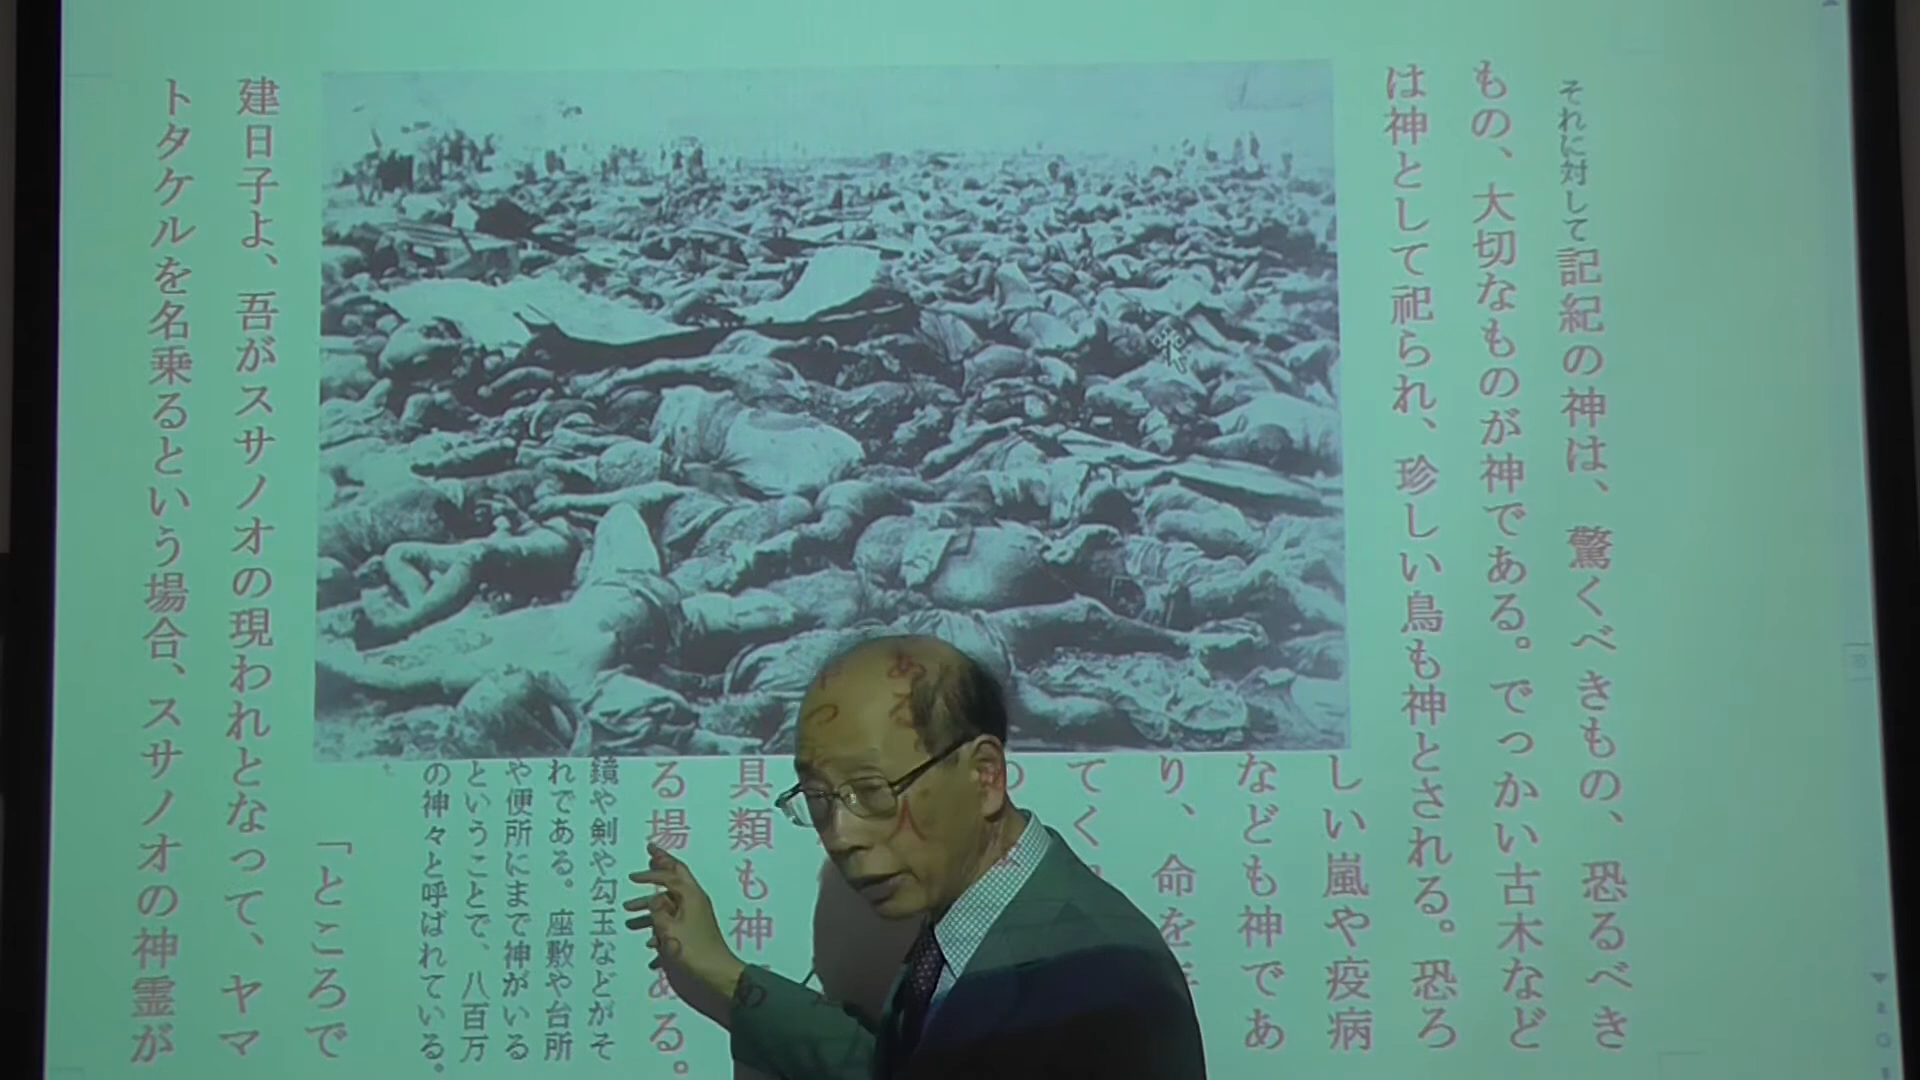 それに対して記紀の神は、驚くべきもの、恐るべき
もの、大切なものが神である。でっかい古木など
は神として祀られ、珍しい鳥も神とされる。恐ろ
しい嵐や疫病
なども神であ
り、命を
てく
具類も神
る場ある。
鏡や剣や勾玉などがそ
れである。座敷や台所
や便所にまで神がいる
ということで、八百万
の神々と呼ばれている。
「ところで
建日子よ、吾がスサノオの現われとなって、ヤマ
トタケルを名乗るという場合、スサノオの神霊が